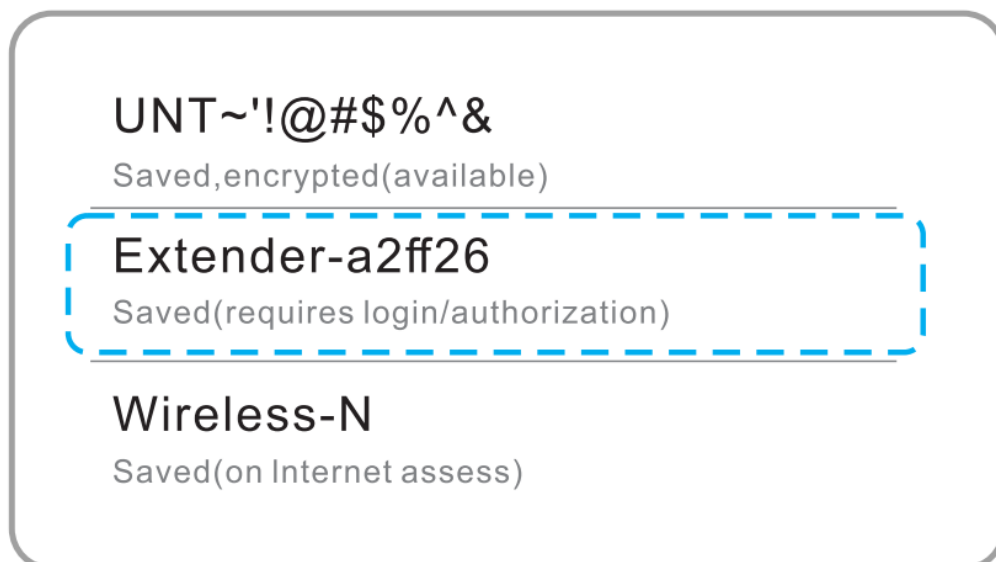 UNT~'!@#$%^&
Saved,encrypted(available)
Extender-a2ff26
Saved(requires login/authorization)
Wireless-N
Saved(on Internet assess)